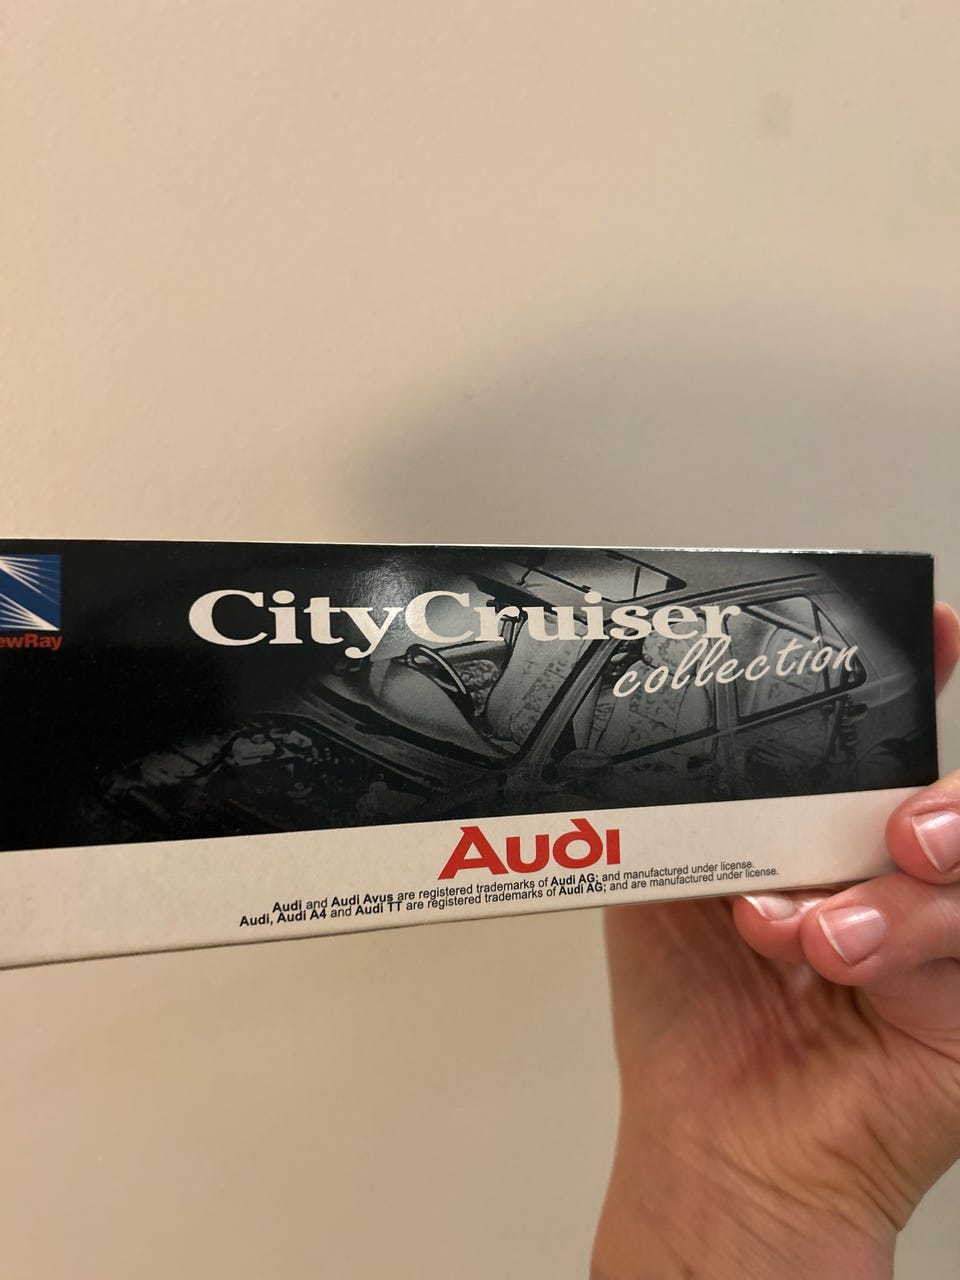 CityCruiser
collection
ewRay
Audi
Audi and Audi Avus are registered trademarks of Audi AG; and manufactured under license.
Audi, Audi A4 and Audi TT are registered trademarks of Audi AG; and are manufactured under license.